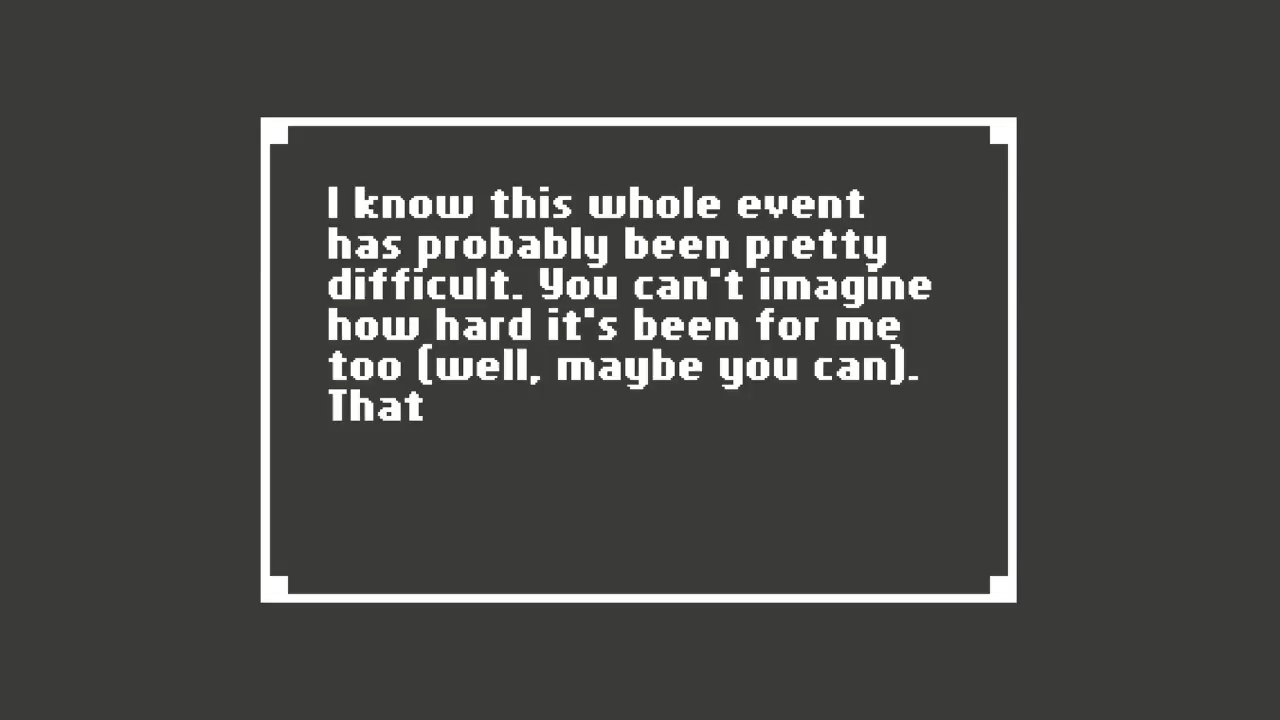 I know this whole event
has probably been pretty
difficult. You can't imagine
how hard it's been for me
too (well, maybe you can).
That